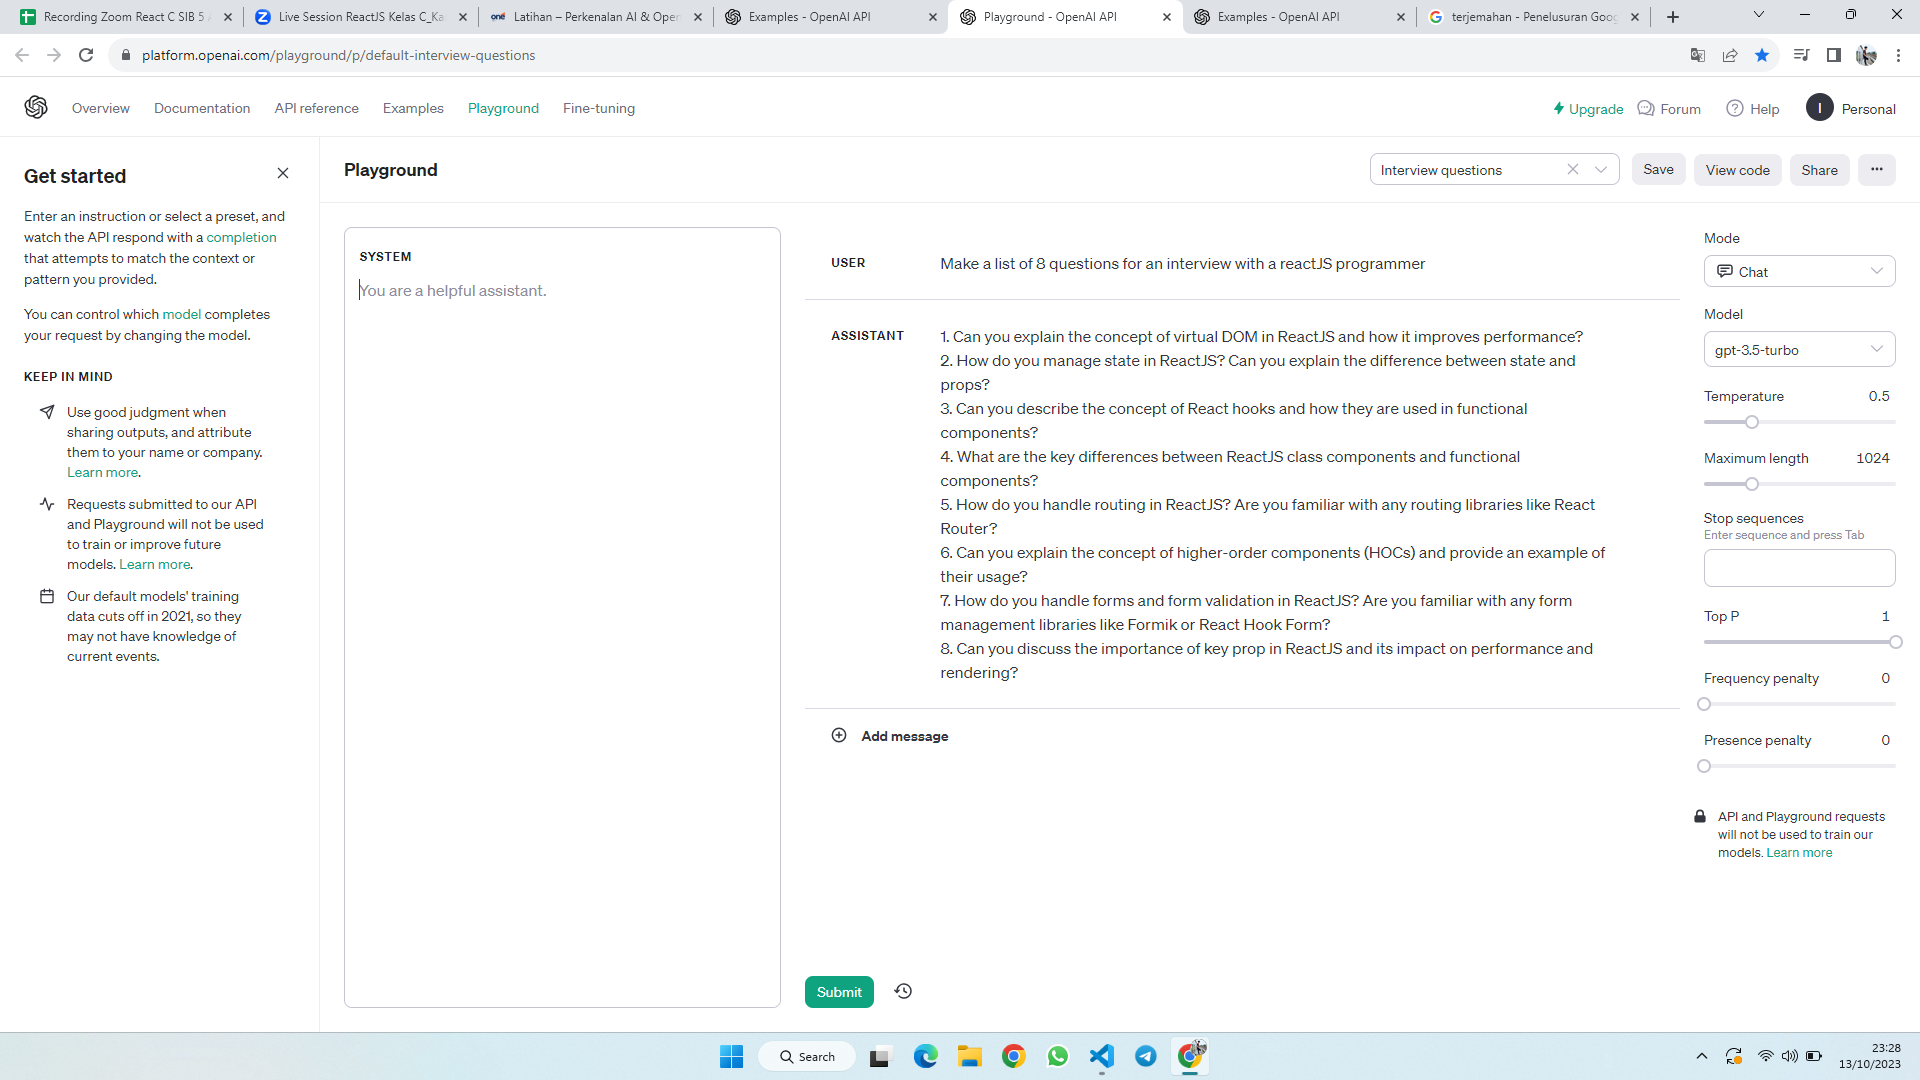 Recording Zoom React C SIB 5
Live Session ReactJS Kelas C_Ka
Latihan – Perkenalan AI & Open
Examples - OpenAI API
Playground - OpenAI API
Examples - OpenAI API
terjemahan - Penelusuran Goog
platform.openai.com/playground/p/default-interview-questions
Overview
Documentation
API reference
Examples
Playground
Fine-tuning
Upgrade
Forum
Help
I
Personal
Get started
Enter an instruction or select a preset, and
watch the API respond with a completion
that attempts to match the context or
pattern you provided.
You can control which model completes
your request by changing the model.
KEEP IN MIND
Use good judgment when
sharing outputs, and attribute
them to your name or company.
Learn more.
Requests submitted to our API
and Playground will not be used
to train or improve future
models. Learn more.
Our default models' training
data cuts off in 2021, so they
may not have knowledge of
current events.
Playground
Interview questions
Save
View code
Share
SYSTEM
You are a helpful assistant.
USER
Make a list of 8 questions for an interview with a reactJS programmer
ASSISTANT
1. Can you explain the concept of virtual DOM in ReactJS and how it improves performance?
2. How do you manage state in ReactJS? Can you explain the difference between state and
props?
3. Can you describe the concept of React hooks and how they are used in functional
components?
4. What are the key differences between ReactJS class components and functional
components?
5. How do you handle routing in ReactJS? Are you familiar with any routing libraries like React
Router?
6. Can you explain the concept of higher-order components (HOCs) and provide an example of
their usage?
7. How do you handle forms and form validation in ReactJS? Are you familiar with any form
management libraries like Formik or React Hook Form?
8. Can you discuss the importance of key prop in ReactJS and its impact on performance and
rendering?
Add message
Submit
Mode
Chat
Model
gpt-3.5-turbo
Temperature 0.5
Maximum length 1024
Stop sequences
Enter sequence and press Tab
Top P 1
Frequency penalty 0
Presence penalty 0
API and Playground requests
will not be used to train our
models. Learn more
Search
23:28
13/10/2023